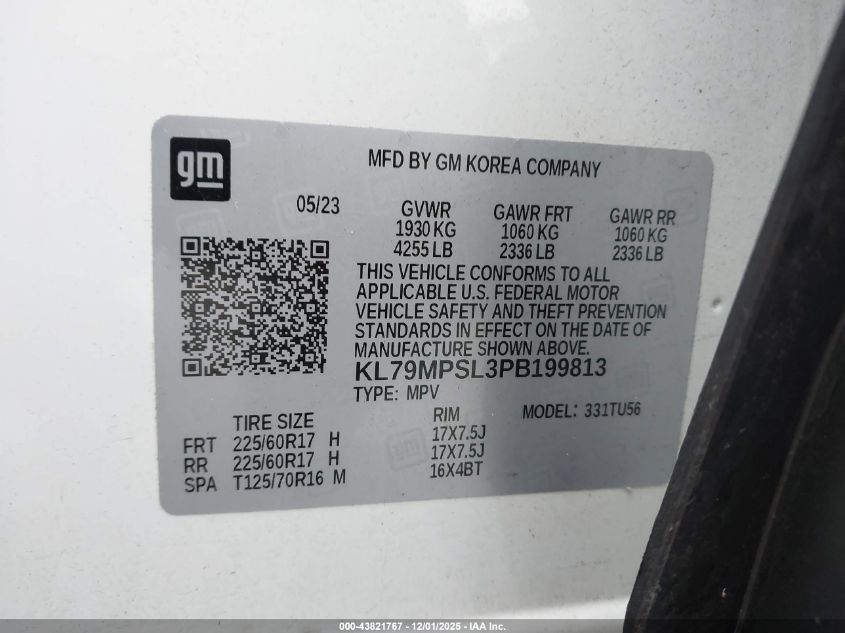 gm
MFD BY GM KOREA COMPANY
05/23
GVWR GAWR FRT GAWR RR
1930 KG 1060 KG 1060 KG
4255 LB 2336 LB 2336 LB
THIS VEHICLE CONFORMS TO ALL
APPLICABLE U.S. FEDERAL MOTOR
VEHICLE SAFETY AND THEFT PREVENTION
STANDARDS IN EFFECT ON THE DATE OF
MANUFACTURE SHOWN ABOVE.
KL79MPSL3PB199813
TYPE: MPV MODEL: 331TU56
TIRE SIZE RIM
FRT 225/60R17 H 17X7.5J
RR 225/60R17 H 17X7.5J
SPA T125/70R16 M 16X4BT
000-43821767 - 12/01/2025 - IAA Inc.